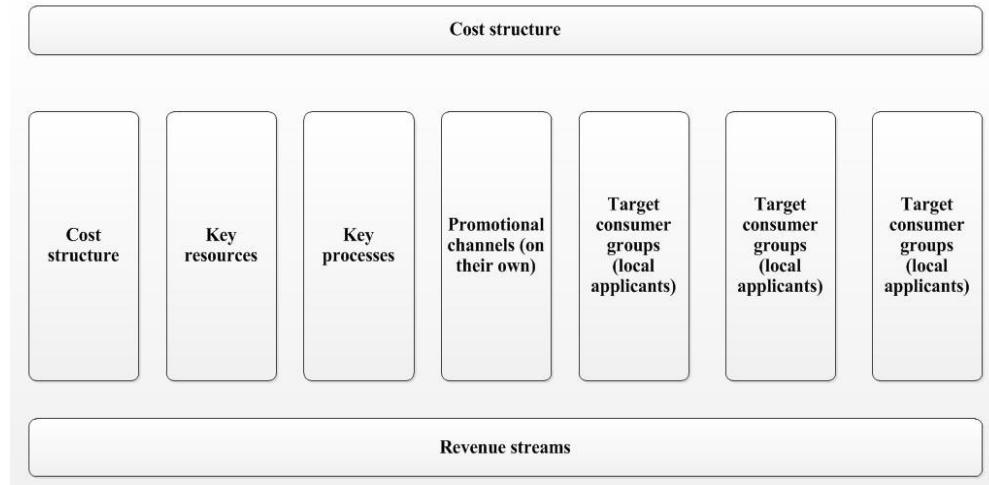 Cost structure
Cost
structure
Key
resources
Key
processes
Promotional
channels (on
their own)
Target
consumer
groups
(local
applicants)
Target
consumer
groups
(local
applicants)
Target
consumer
groups
(local
applicants)
Revenue streams